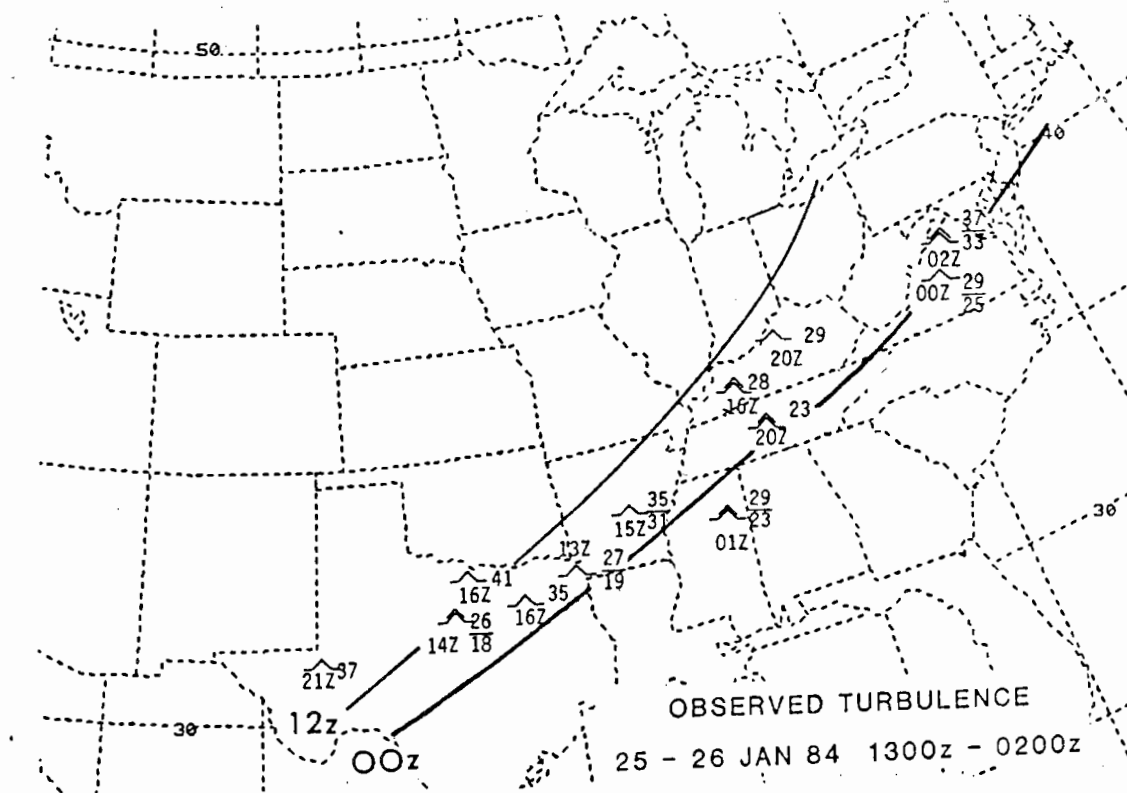 50
40
37
33
02Z
00Z
29
25
29
20Z
28
16Z
23
20Z
35
31
15Z
29
23
01Z
30
13Z
27
19
41
16Z
35
16Z
26
18
14Z
37
21Z
12z
30
00z
OBSERVED TURBULENCE
25 - 26 JAN 84 1300z - 0200z